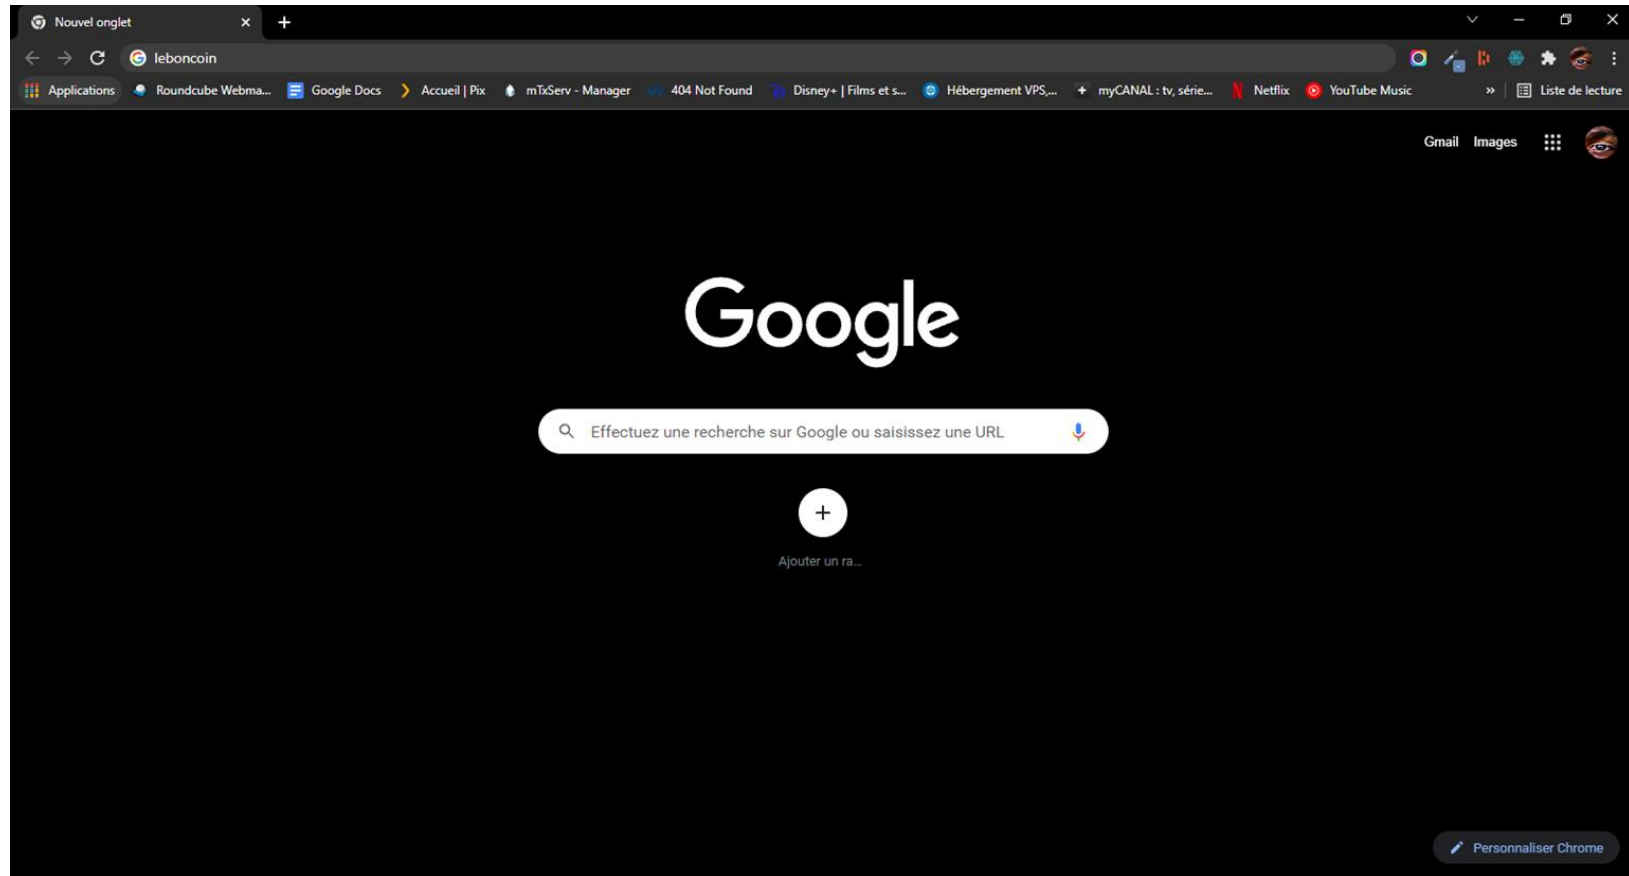 Nouvel onglet
leboncoin
Applications Roundcube Webma... Google Docs Accueil | Pix mTxServ - Manager 404 Not Found Disney+ | Films et s... Hébergement VPS,... myCANAL : tv, série... Netflix YouTube Music » Liste de lecture
Gmail Images
Google
Effectuez une recherche sur Google ou saisissez une URL
Ajouter un ra...
Personnaliser Chrome